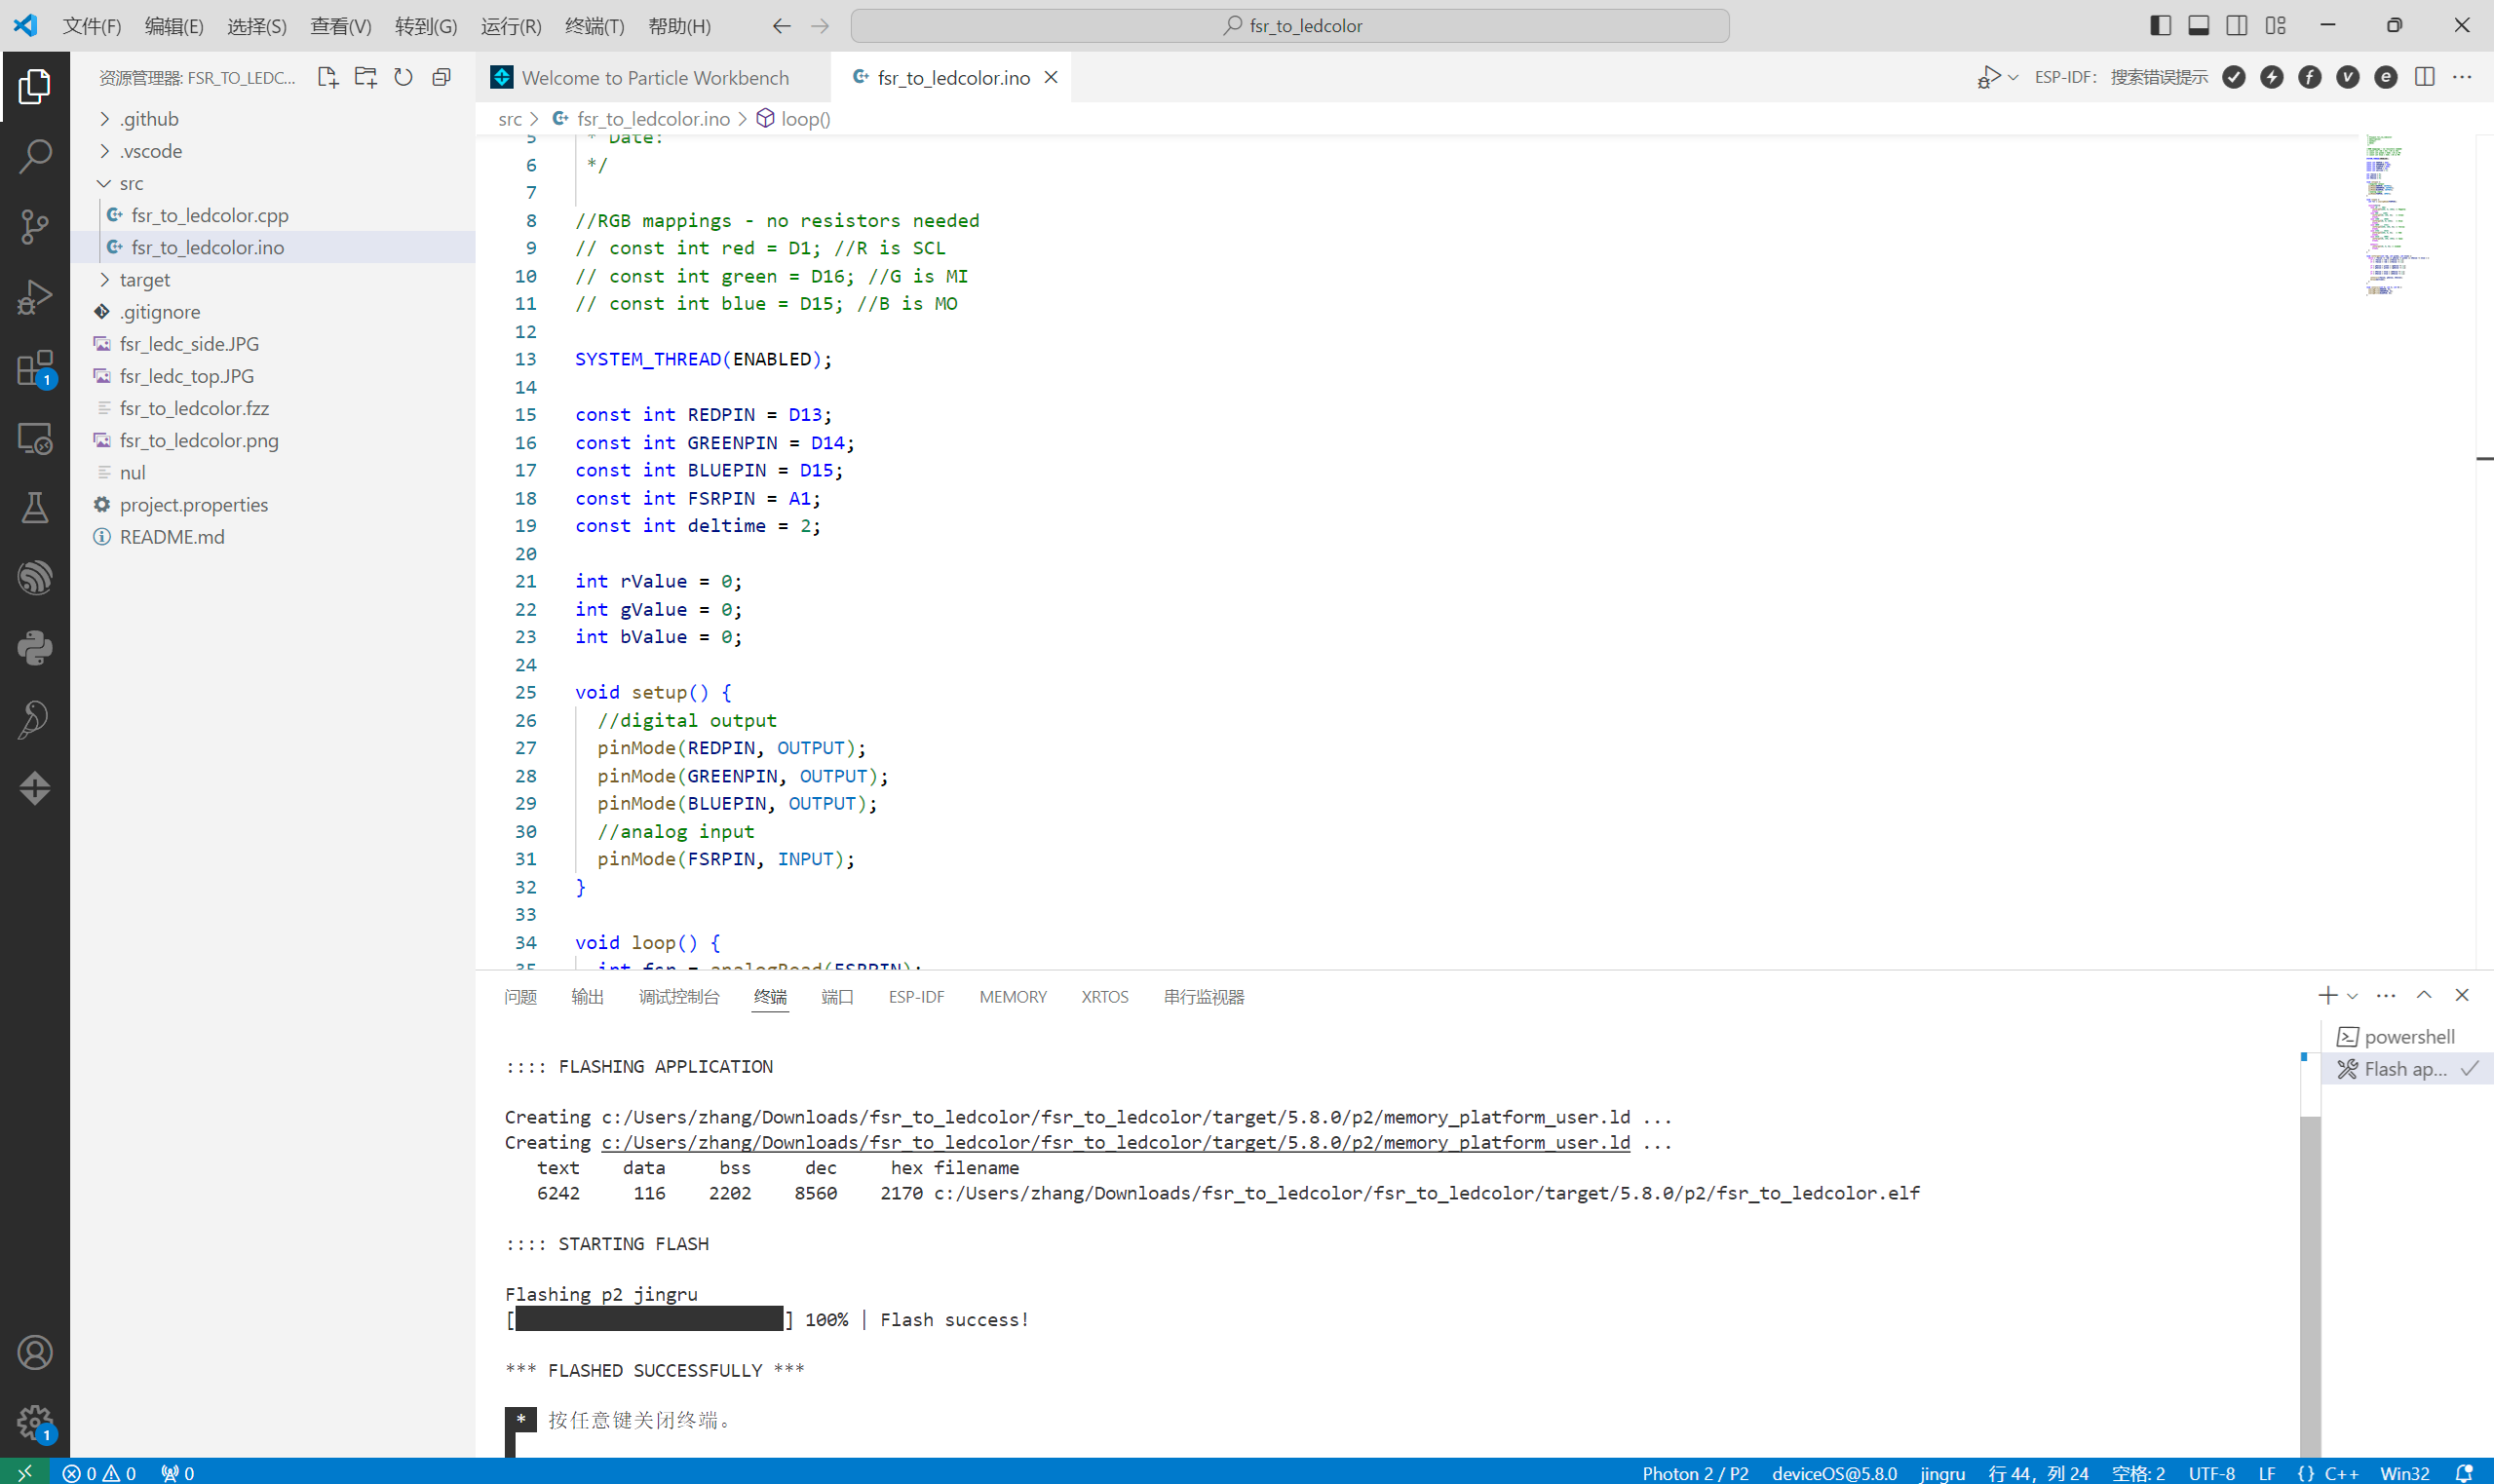 文件(F) 编辑(E) 选择(S) 查看(V) 转到(G) 运行(R) 终端(T) 帮助(H)
fsr_to_ledcolor
资源管理器: FSR_TO_LEDC...
.github
.vscode
src
fsr_to_ledcolor.cpp
fsr_to_ledcolor.ino
target
.gitignore
fsr_ledc_side.JPG
fsr_ledc_top.JPG
fsr_to_ledcolor.fzz
fsr_to_ledcolor.png
nul
project.properties
README.md
1
1
Welcome to Particle Workbench
fsr_to_ledcolor.ino
ESP-IDF: 搜索错误提示
src > fsr_to_ledcolor.ino > loop()
5 * Date:
6 */
7
8 //RGB mappings - no resistors needed
9 // const int red = D1; //R is SCL
10 // const int green = D16; //G is MI
11 // const int blue = D15; //B is MO
12
13 SYSTEM_THREAD(ENABLED);
14
15 const int REDPIN = D13;
16 const int GREENPIN = D14;
17 const int BLUEPIN = D15;
18 const int FSRPIN = A1;
19 const int deltime = 2;
20
21 int rValue = 0;
22 int gValue = 0;
23 int bValue = 0;
24
25 void setup() {
26 //digital output
27 pinMode(REDPIN, OUTPUT);
28 pinMode(GREENPIN, OUTPUT);
29 pinMode(BLUEPIN, OUTPUT);
30 //analog input
31 pinMode(FSRPIN, INPUT);
32 }
33
34 void loop() {
35 int fsr = analogRead(FSRPIN);
问题 输出 调试控制台 终端 端口 ESP-IDF MEMORY XRTOS 串行监视器
powershell
Flash ap...
:::: FLASHING APPLICATION
Creating c:/Users/zhang/Downloads/fsr_to_ledcolor/fsr_to_ledcolor/target/5.8.0/p2/memory_platform_user.ld ...
Creating c:/Users/zhang/Downloads/fsr_to_ledcolor/fsr_to_ledcolor/target/5.8.0/p2/memory_platform_user.ld ...
text data bss dec hex filename
6242 116 2202 8560 2170 c:/Users/zhang/Downloads/fsr_to_ledcolor/fsr_to_ledcolor/target/5.8.0/p2/fsr_to_ledcolor.elf
:::: STARTING FLASH
Flashing p2 jingru
[ ] 100% | Flash success!
*** FLASHED SUCCESSFULLY ***
* 按任意键关闭终端。
0 0 0 Photon 2 / P2 deviceOS@5.8.0 jingru 行 44, 列 24 空格: 2 UTF-8 LF {} C++ Win32